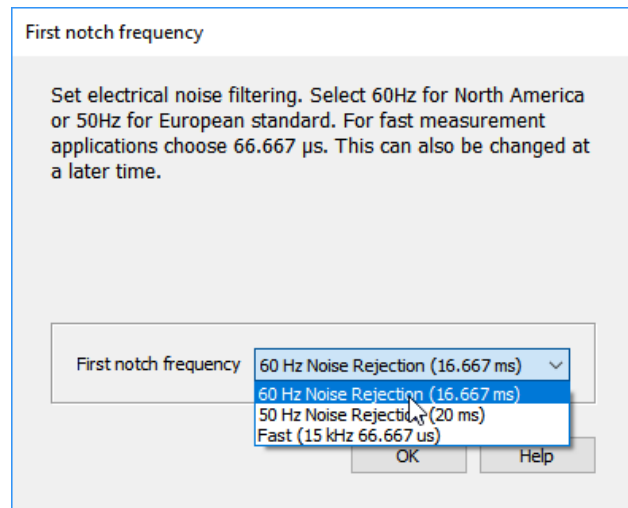 First notch frequency
Set electrical noise filtering. Select 60Hz for North America
or 50Hz for European standard. For fast measurement
applications choose 66.667 µs. This can also be changed at
a later time.
First notch frequency 60 Hz Noise Rejection (16.667 ms)
60 Hz Noise Rejection (16.667 ms)
50 Hz Noise Rejection (20 ms)
Fast (15 kHz 66.667 us)
OK Help